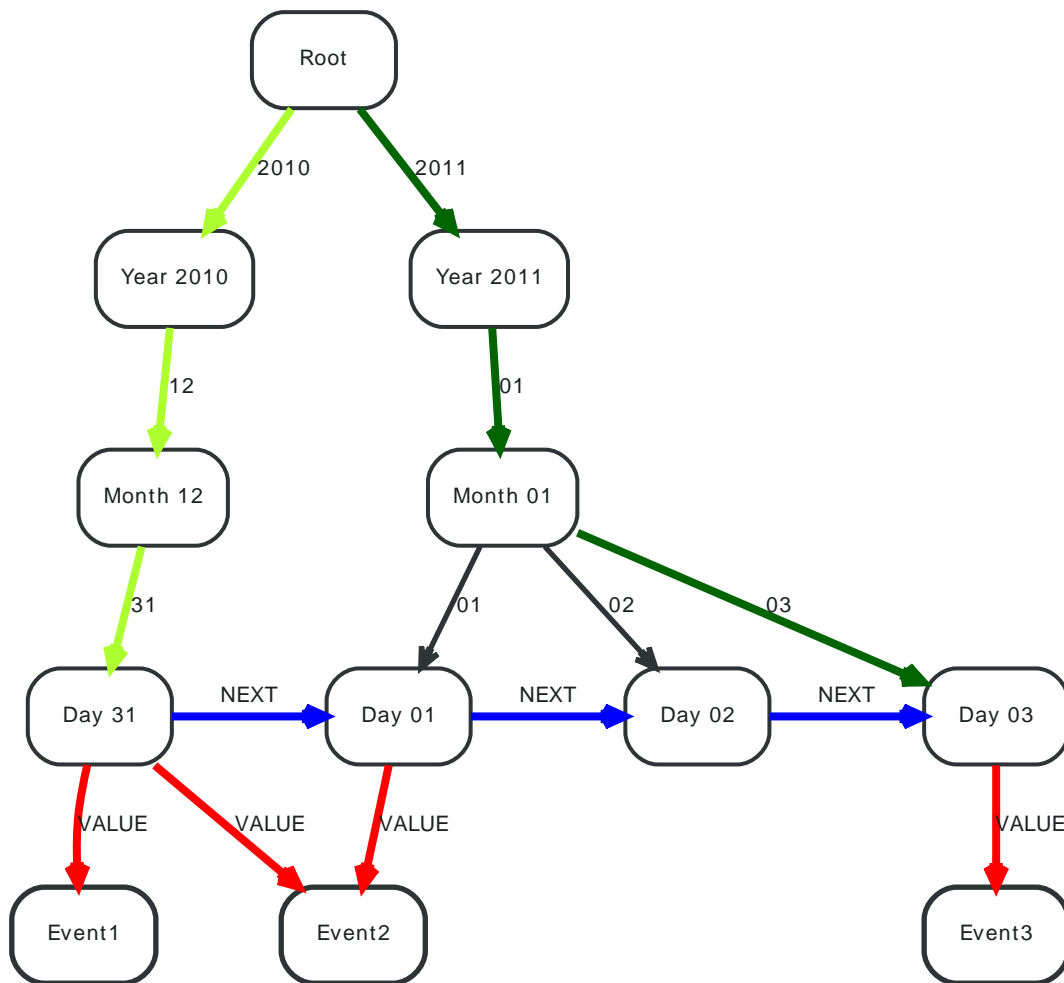 Root
2010
2011
Year 2010
Year 2011
12
01
Month 12
Month 01
31
01
02
03
NEXT
NEXT
NEXT
Day 31
Day 01
Day 02
Day 03
VALUE
VALUE
VALUE
VALUE
Event1
Event2
Event3